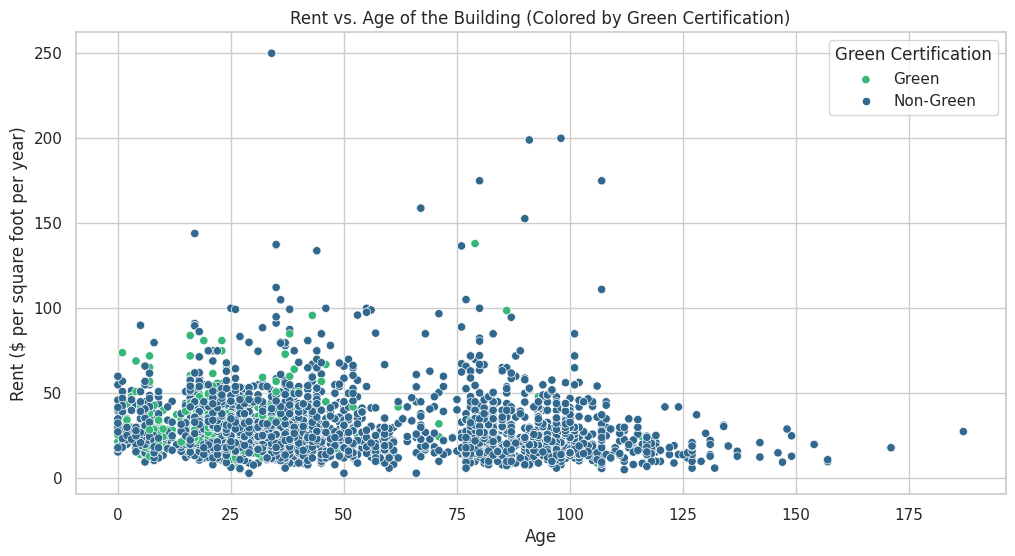 Rent vs. Age of the Building (Colored by Green Certification)
Rent ($ per square foot per year)
250
200
150
100
50
0
Green Certification
Green
Non-Green
0 25 50 75 100 125 150 175
Age